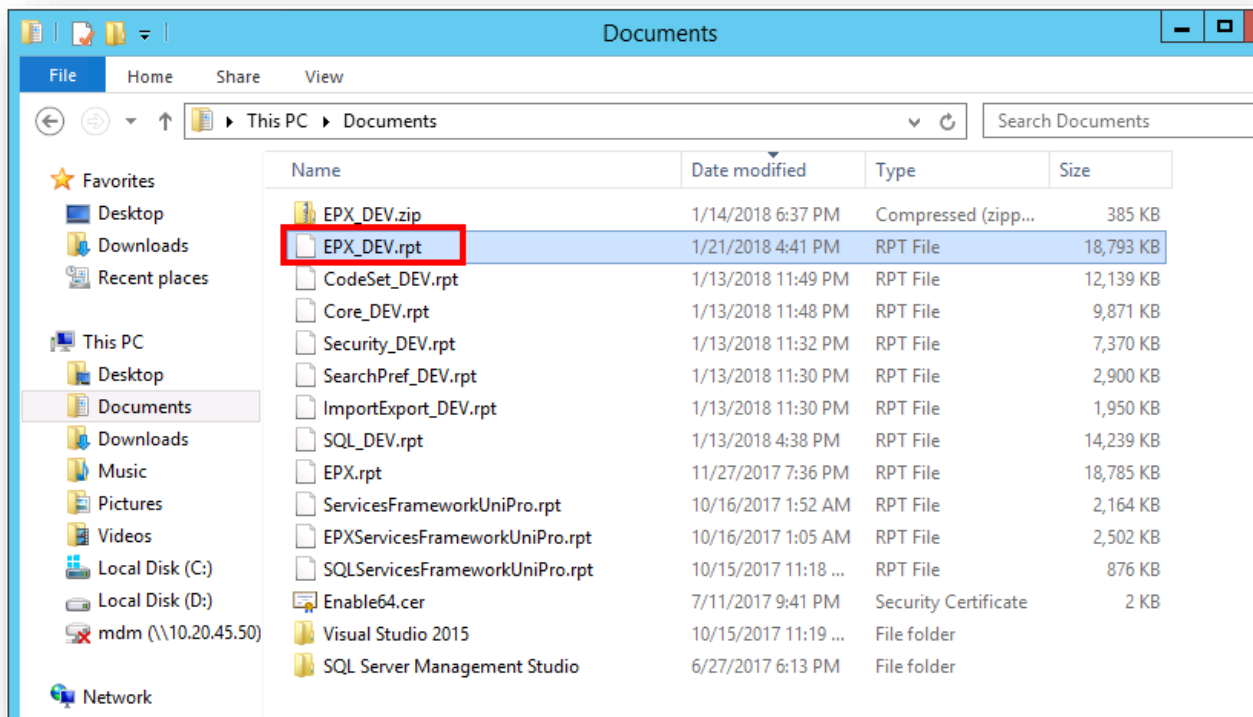 Documents
File Home Share View
This PC Documents Search Documents
Name Date modified Type Size
Favorites
Desktop
Downloads
Recent places
This PC
Desktop
Documents
Downloads
Music
Pictures
Videos
Local Disk (C:)
Local Disk (D:)
mdm (\\10.20.45.50)
Network
EPX_DEV.zip 1/14/2018 6:37 PM Compressed (zipp... 385 KB
EPX_DEV.rpt 1/21/2018 4:41 PM RPT File 18,793 KB
CodeSet_DEV.rpt 1/13/2018 11:49 PM RPT File 12,139 KB
Core_DEV.rpt 1/13/2018 11:48 PM RPT File 9,871 KB
Security_DEV.rpt 1/13/2018 11:32 PM RPT File 7,370 KB
SearchPref_DEV.rpt 1/13/2018 11:30 PM RPT File 2,900 KB
ImportExport_DEV.rpt 1/13/2018 11:30 PM RPT File 1,950 KB
SQL_DEV.rpt 1/13/2018 4:38 PM RPT File 14,239 KB
EPX.rpt 11/27/2017 7:36 PM RPT File 18,785 KB
ServicesFrameworkUniPro.rpt 10/16/2017 1:52 AM RPT File 2,164 KB
EPXServicesFrameworkUniPro.rpt 10/16/2017 1:05 AM RPT File 2,502 KB
SQLServicesFrameworkUniPro.rpt 10/15/2017 11:18 ... RPT File 876 KB
Enable64.cer 7/11/2017 9:41 PM Security Certificate 2 KB
Visual Studio 2015 10/15/2017 11:19 ... File folder
SQL Server Management Studio 6/27/2017 6:13 PM File folder